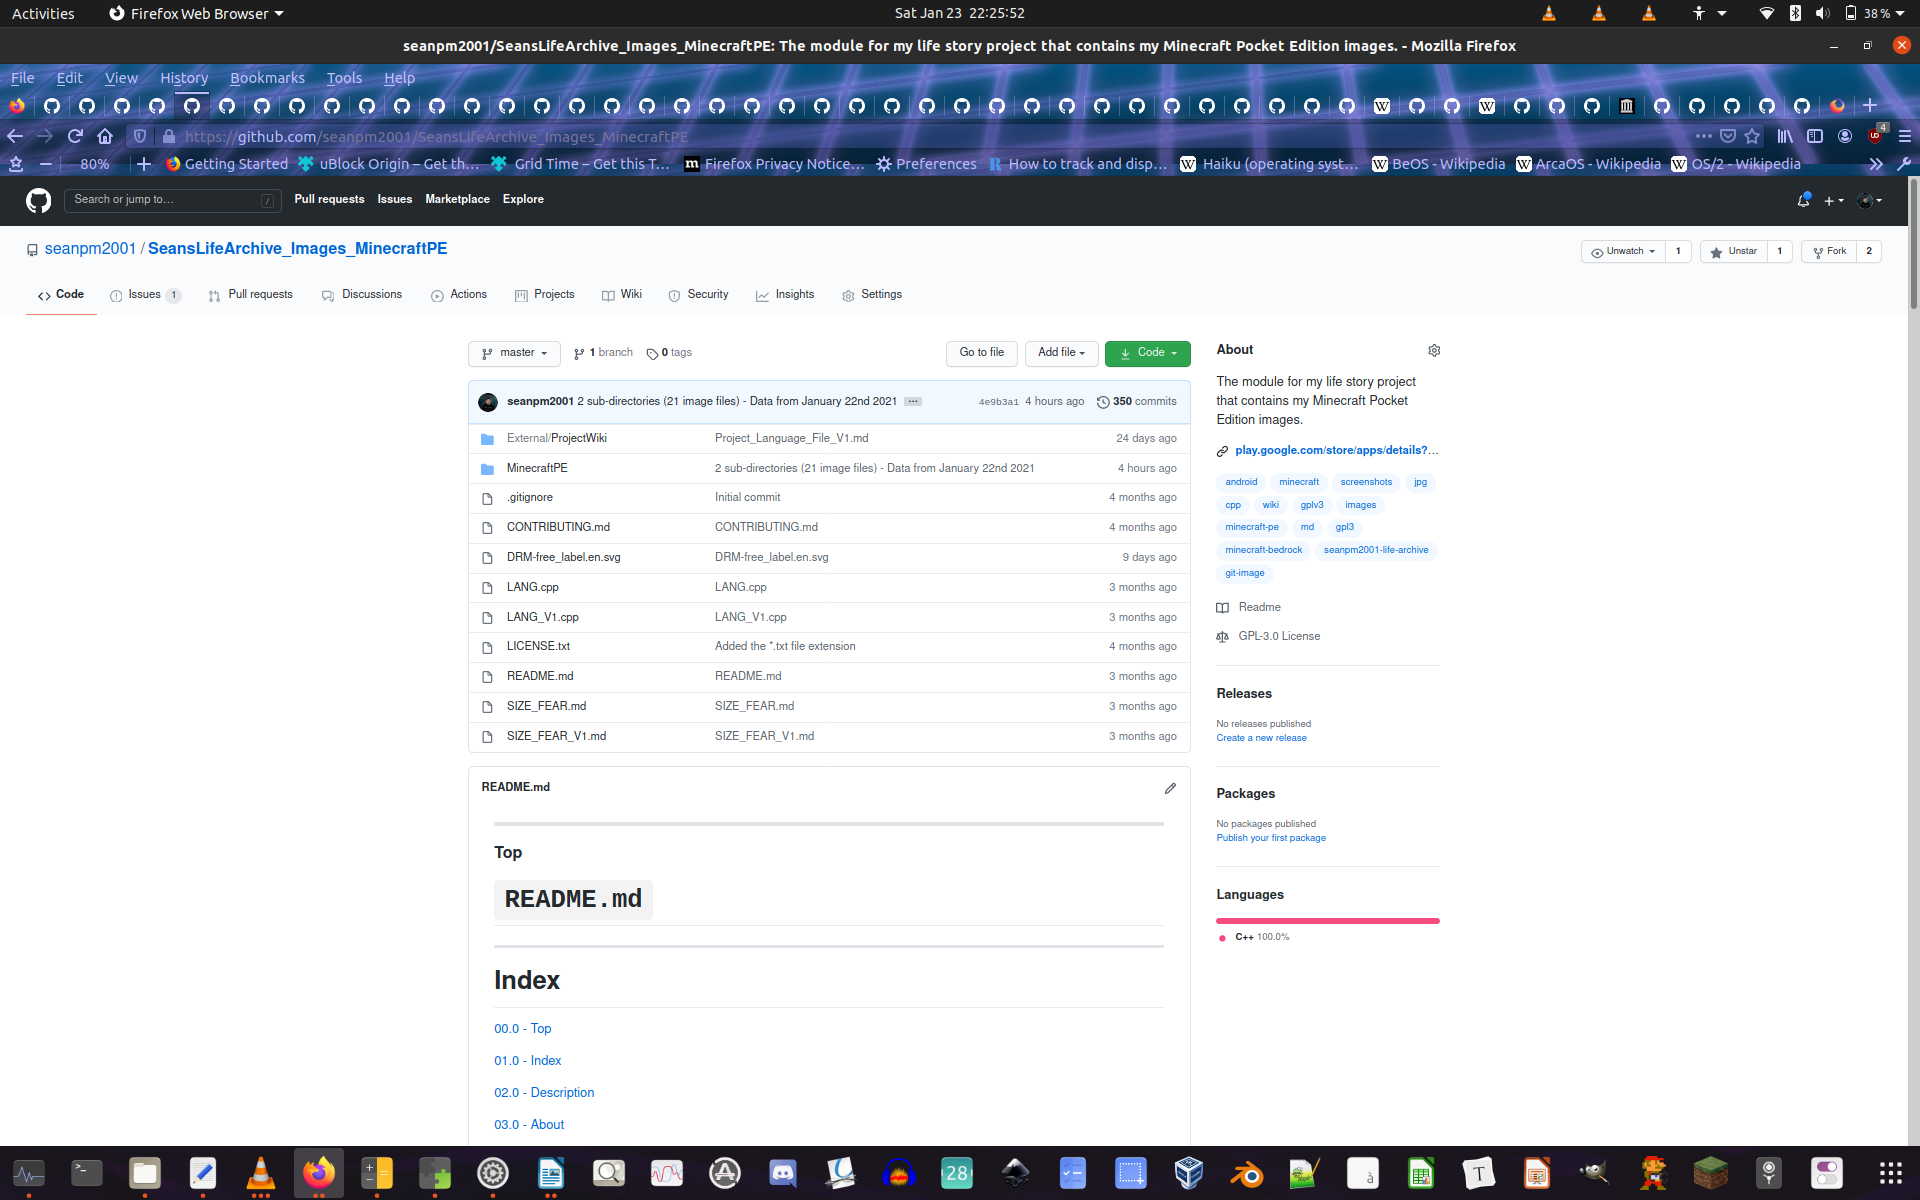 Activities Firefox Web Browser Sat Jan 23 22:25:52 38 %
seanpm2001/SeansLifeArchive_Images_MinecraftPE: The module for my life story project that contains my Minecraft Pocket Edition images. - Mozilla Firefox
File Edit View History Bookmarks Tools Help
https://github.com/seanpm2001/SeansLifeArchive_Images_MinecraftPE 4
80% Getting Started uBlock Origin – Get th… Grid Time – Get this T… Firefox Privacy Notice… Preferences How to track and disp… Haiku (operating syst… BeOS - Wikipedia ArcaOS - Wikipedia OS/2 - Wikipedia
Search or jump to… / Pull requests Issues Marketplace Explore
seanpm2001 / SeansLifeArchive_Images_MinecraftPE Unwatch 1 Unstar 1 Fork 2
Code Issues 1 Pull requests Discussions Actions Projects Wiki Security Insights Settings
master 1 branch 0 tags Go to file Add file Code
seanpm2001 2 sub-directories (21 image files) - Data from January 22nd 2021 ... 4e9b3a1 4 hours ago 350 commits
External/ProjectWiki Project_Language_File_V1.md 24 days ago
MinecraftPE 2 sub-directories (21 image files) - Data from January 22nd 2021 4 hours ago
.gitignore Initial commit 4 months ago
CONTRIBUTING.md CONTRIBUTING.md 4 months ago
DRM-free_label.en.svg DRM-free_label.en.svg 9 days ago
LANG.cpp LANG.cpp 3 months ago
LANG_V1.cpp LANG_V1.cpp 3 months ago
LICENSE.txt Added the *.txt file extension 4 months ago
README.md README.md 3 months ago
SIZE_FEAR.md SIZE_FEAR.md 3 months ago
SIZE_FEAR_V1.md SIZE_FEAR_V1.md 3 months ago
README.md
Top
README.md
Index
00.0 - Top
01.0 - Index
02.0 - Description
03.0 - About
About
The module for my life story project
that contains my Minecraft Pocket
Edition images.
play.google.com/store/apps/details?…
android minecraft screenshots jpg
cpp wiki gplv3 images
minecraft-pe md gpl3
minecraft-bedrock seanpm2001-life-archive
git-image
Readme
GPL-3.0 License
Releases
No releases published
Create a new release
Packages
No packages published
Publish your first package
Languages
C++ 100.0%
28